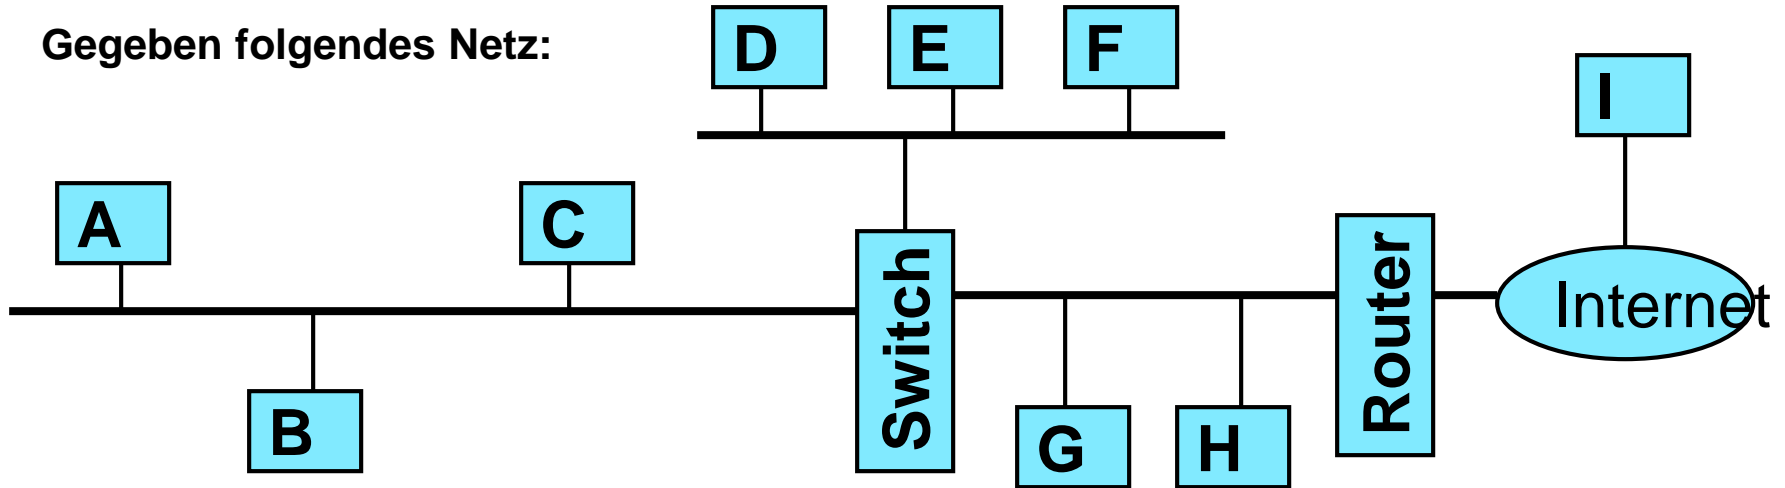 Gegeben folgendes Netz:
D
E
F
I
A
C
B
Switch
G
H
Router
Internet